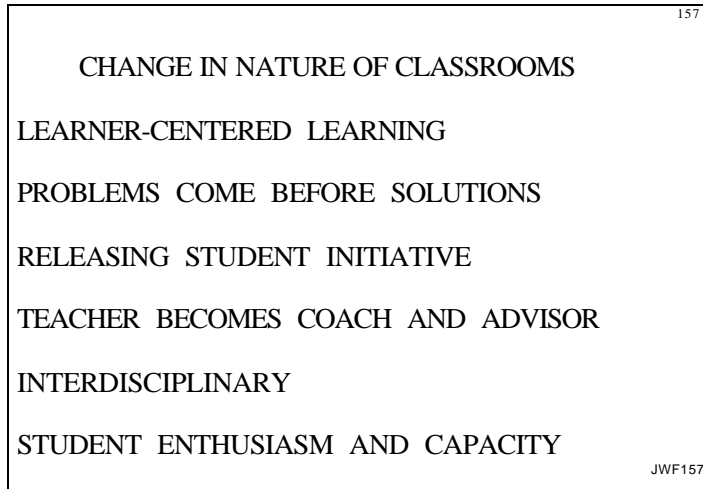 157
CHANGE IN NATURE OF CLASSROOMS
LEARNER-CENTERED LEARNING
PROBLEMS COME BEFORE SOLUTIONS
RELEASING STUDENT INITIATIVE
TEACHER BECOMES COACH AND ADVISOR
INTERDISCIPLINARY
STUDENT ENTHUSIASM AND CAPACITY
JWF157